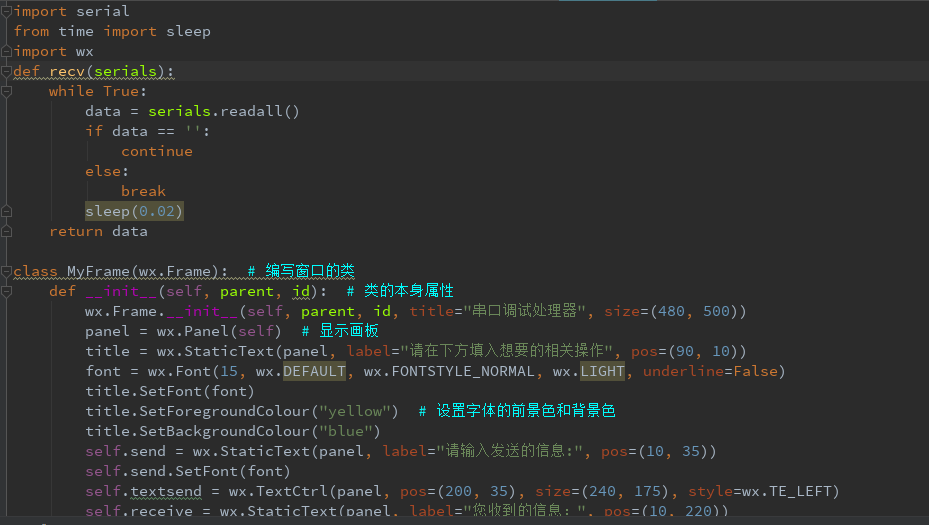 import serial
from time import sleep
import wx
def recv(serials):
    while True:
        data = serials.readall()
        if data == '':
            continue
        else:
            break
        sleep(0.02)
    return data

class MyFrame(wx.Frame):  # 编写窗口的类
    def __init__(self, parent, id):  # 类的本身属性
        wx.Frame.__init__(self, parent, id, title="串口调试处理器", size=(480, 500))
        panel = wx.Panel(self)  # 显示画板
        title = wx.StaticText(panel, label="请在下方填入想要的相关操作", pos=(90, 10))
        font = wx.Font(15, wx.DEFAULT, wx.FONTSTYLE_NORMAL, wx.LIGHT, underline=False)
        title.SetFont(font)
        title.SetForegroundColour("yellow")  # 设置字体的前景色和背景色
        title.SetBackgroundColour("blue")
        self.send = wx.StaticText(panel, label="请输入发送的信息:", pos=(10, 35))
        self.send.SetFont(font)
        self.textsend = wx.TextCtrl(panel, pos=(200, 35), size=(240, 175), style=wx.TE_LEFT)
        self.receive = wx.StaticText(panel, label="您收到的信息：", pos=(10, 220))